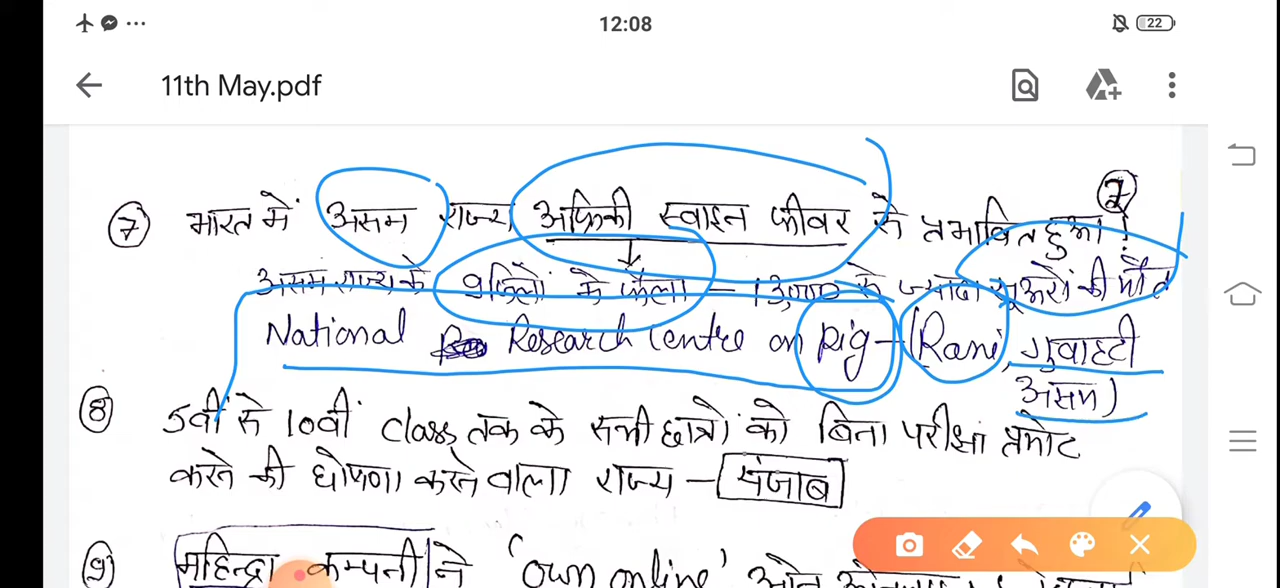 12:08
22
11th May.pdf
2
⑦ भारत में असम राज्य अफ्रिकी स्वाइन फीवर से प्रभावित हुआ।
असम राज्य के 9 जिलों के फैला – 13,000 से ज्यादा सूअरों की मौत
National Research Centre on Pig – (Rani, गुवाहटी
असम)
⑧ 5वीं से 10वीं class तक के सभी छात्रों को बिना परीक्षा प्रमोट
करने की घोषणा करने वाला राज्य – पंजाब
⑨ महिन्द्रा कम्पनी ने 'own online'